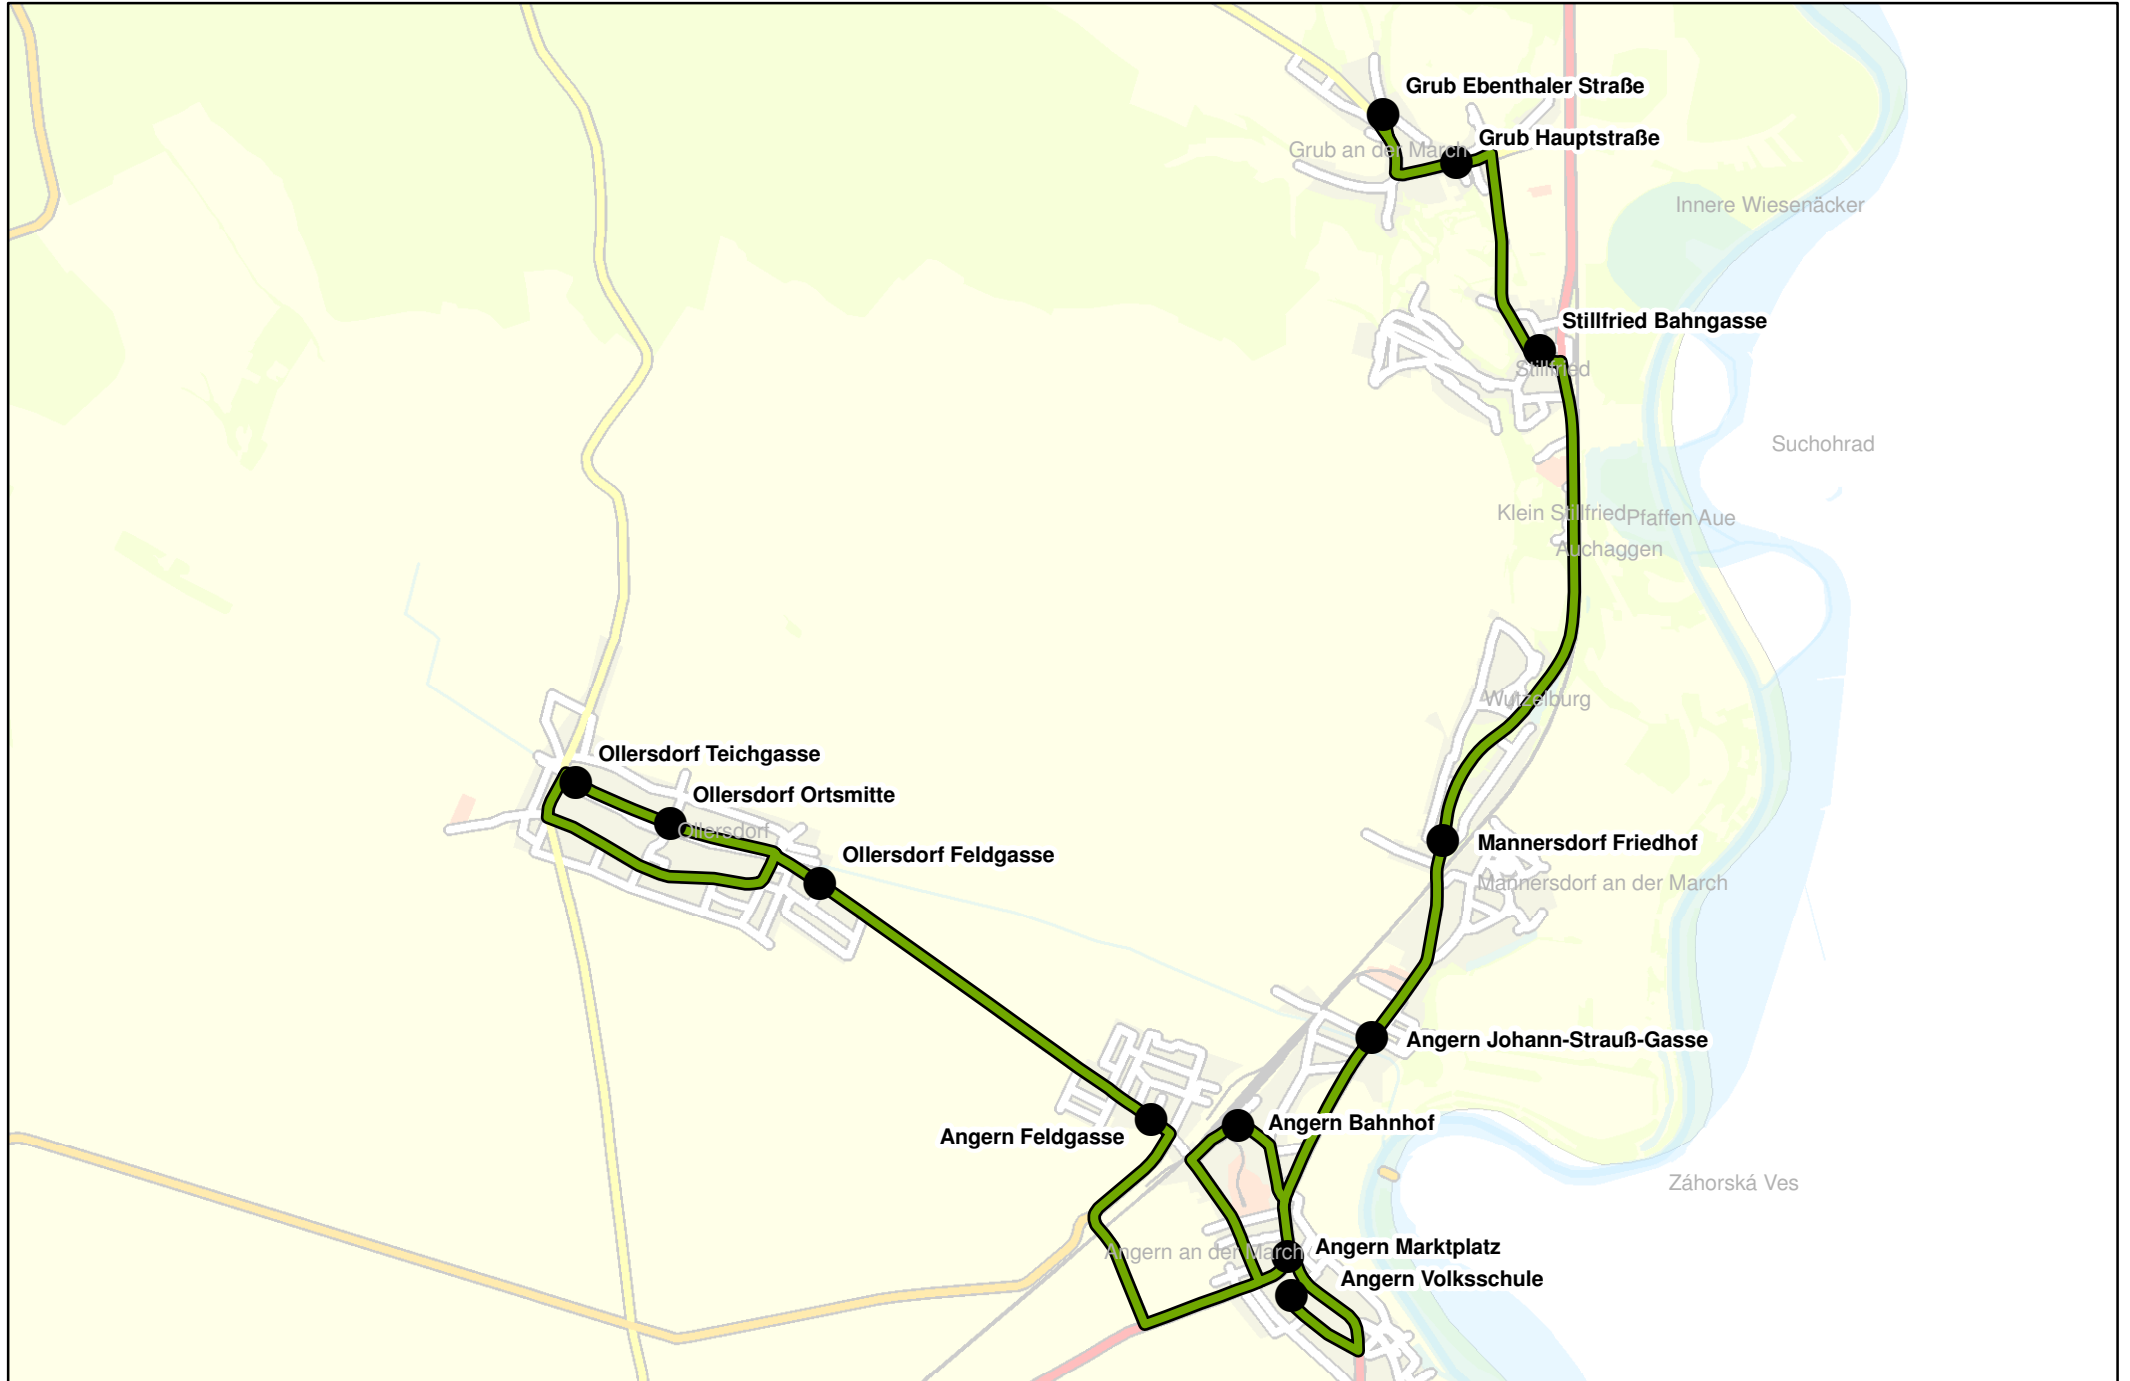 Grub Ebenthaler Straße
Grub Hauptstraße
Grub an der March
Innere Wiesenäcker
Stillfried Bahngasse
Stillfried
Suchohrad
Klein Stillfried
Pfaffen Aue
Auchaggen
Wutzelburg
Ollersdorf Teichgasse
Ollersdorf Ortsmitte
Ollersdorf
Mannersdorf Friedhof
Ollersdorf Feldgasse
Mannersdorf an der March
Angern Johann-Strauß-Gasse
Angern Bahnhof
Angern Feldgasse
Záhorská Ves
Angern Marktplatz
Angern an der March
Angern Volksschule